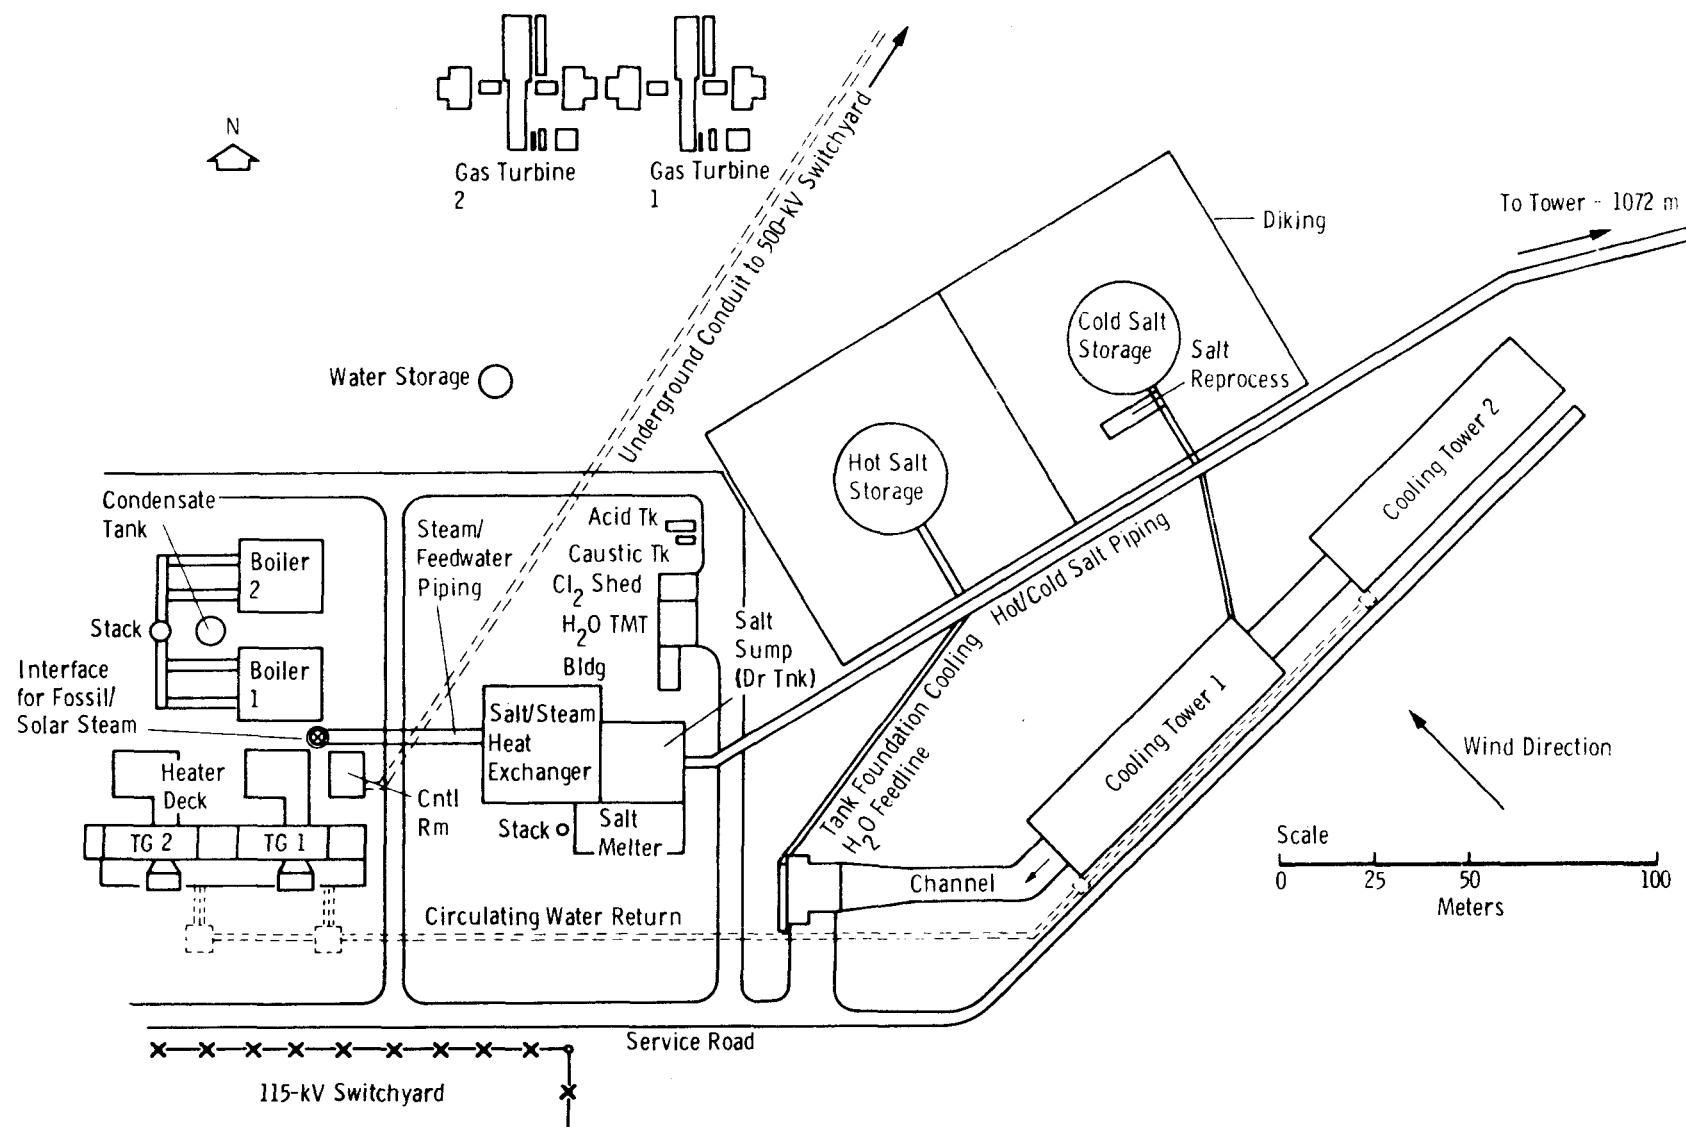 N
Gas Turbine
2
Gas Turbine
1
Underground Conduit to 500-kV Switchyard
Diking
To Tower - 1072 m
Cold Salt
Storage
Salt
Reprocess
Water Storage
Hot Salt
Storage
Cooling Tower 2
Condensate
Tank
Steam/
Feedwater
Piping
Acid Tk
Caustic Tk
Cl2 Shed
H2O TMT
Bldg
Hot/Cold Salt Piping
Boiler
2
Stack
Boiler
1
Salt
Sump
(Dr Tnk)
Interface
for Fossil/
Solar Steam
Salt/Steam
Heat
Exchanger
Tank Foundation Cooling
H2O Feedline
Cooling Tower 1
Wind Direction
Heater
Deck
Cntl
Rm
Stack
Salt
Melter
TG 2
TG 1
Scale
0
25
50
100
Meters
Channel
Circulating Water Return
Service Road
115-kV Switchyard